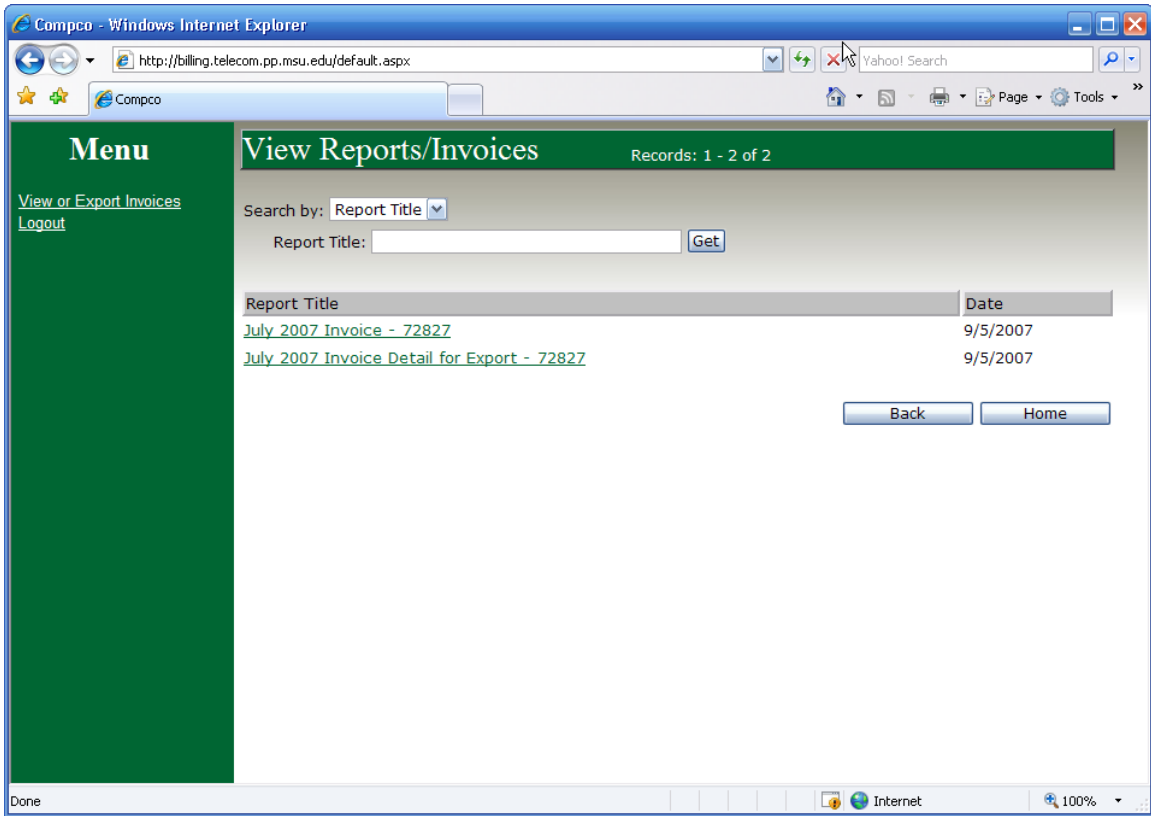 Compco - Windows Internet Explorer
http://billing.telecom.pp.msu.edu/default.aspx
Yahoo! Search
Compco
Page
Tools
Menu
View or Export Invoices
Logout
View Reports/Invoices
Records: 1 - 2 of 2
Search by: Report Title
Report Title:
Get
Report Title Date
July 2007 Invoice - 72827 9/5/2007
July 2007 Invoice Detail for Export - 72827 9/5/2007
Back Home
Done Internet 100%